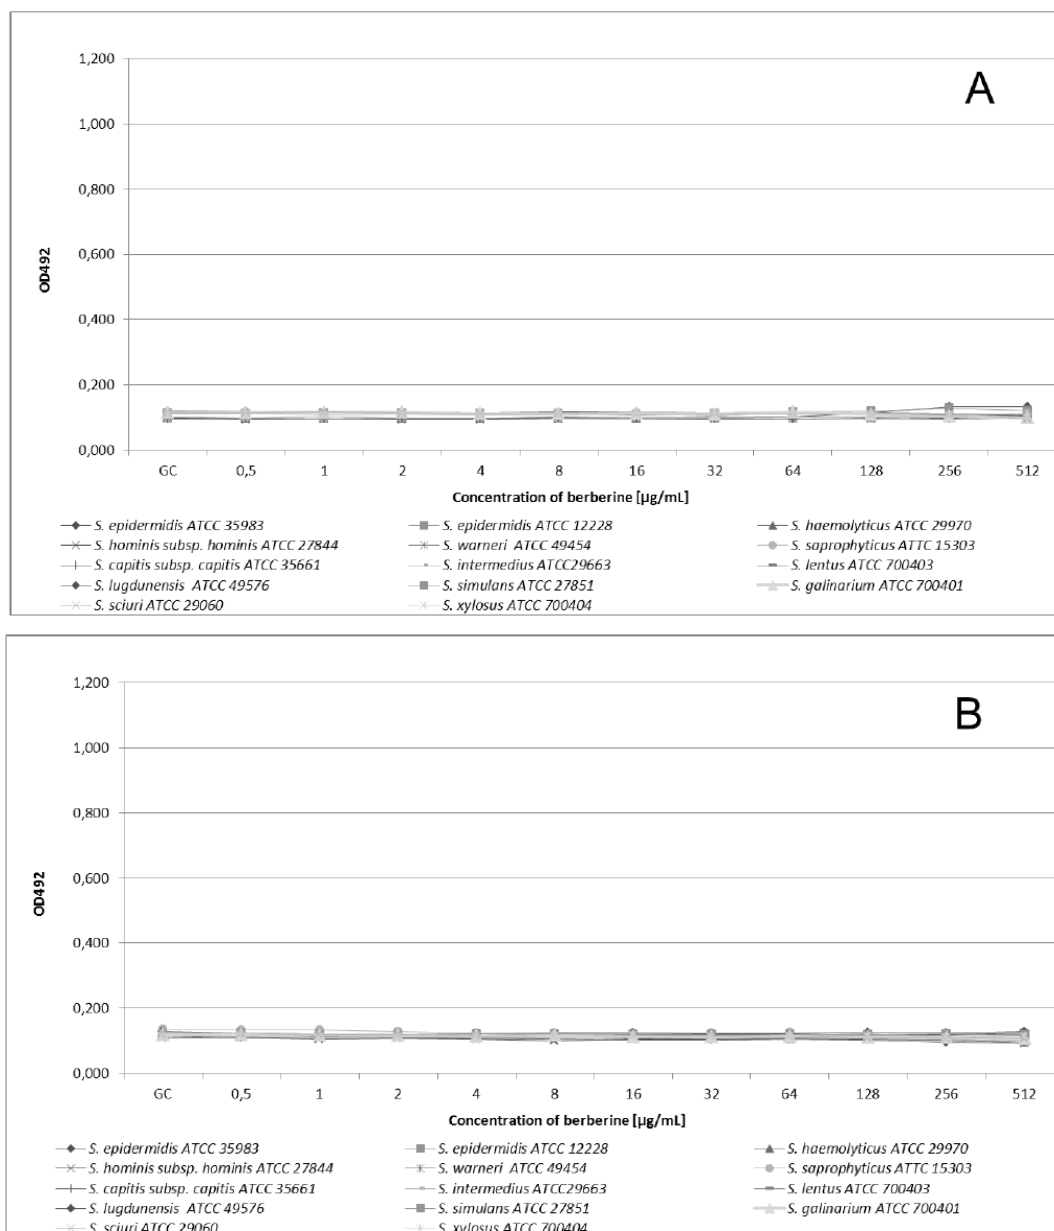 A
1,200
1,000
0,800
0,600
0,400
0,200
0,000
OD492
GC 0,5 1 2 4 8 16 32 64 128 256 512
Concentration of berberine [µg/mL]
S. epidermidis ATCC 35983 S. epidermidis ATCC 12228 S. haemolyticus ATCC 29970
S. hominis subsp. hominis ATCC 27844 S. warneri ATCC 49454 S. saprophyticus ATTC 15303
S. capitis subsp. capitis ATCC 35661 S. intermedius ATCC29663 S. lentus ATCC 700403
S. lugdunensis ATCC 49576 S. simulans ATCC 27851 S. galinarium ATCC 700401
S. sciuri ATCC 29060 S. xylosus ATCC 700404
B
1,200
1,000
0,800
0,600
0,400
0,200
0,000
OD492
GC 0,5 1 2 4 8 16 32 64 128 256 512
Concentration of berberine [µg/mL]
S. epidermidis ATCC 35983 S. epidermidis ATCC 12228 S. haemolyticus ATCC 29970
S. hominis subsp. hominis ATCC 27844 S. warneri ATCC 49454 S. saprophyticus ATTC 15303
S. capitis subsp. capitis ATCC 35661 S. intermedius ATCC29663 S. lentus ATCC 700403
S. lugdunensis ATCC 49576 S. simulans ATCC 27851 S. galinarium ATCC 700401
S. sciuri ATCC 29060 S. xylosus ATCC 700404